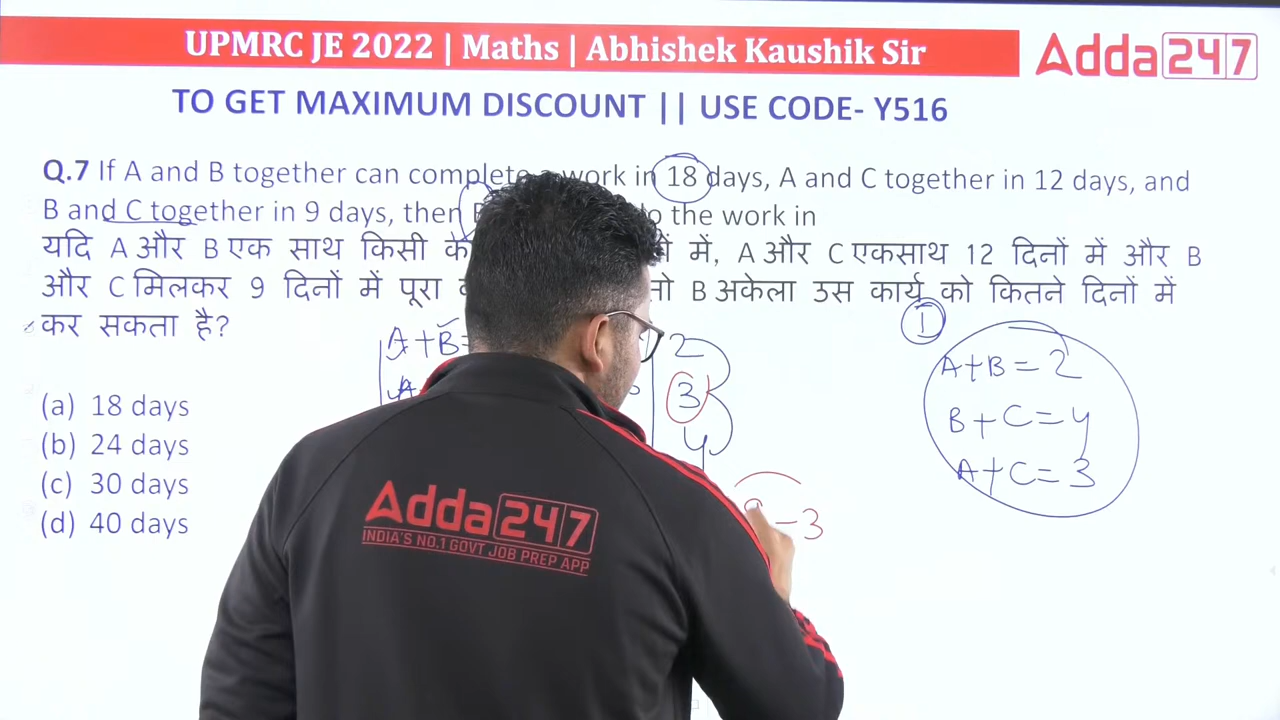 UPMRC JE 2022 | Maths | Abhishek Kaushik Sir
Adda247
TO GET MAXIMUM DISCOUNT || USE CODE- Y516
Q.7 If A and B together can complete a work in 18 days, A and C together in 12 days, and
B and C together in 9 days, then B do the work in
यदि A और B एक साथ किसी में, A और C एकसाथ 12 दिनों में और B
और C मिलकर 9 दिनों में पूरा B अकेला उस कार्य को कितने दिनों में
कर सकता है?
1
A+B= 2
A 3
4
A+B=2
B+C=4
A+C=3
(a) 18 days
(b) 24 days
(c) 30 days
(d) 40 days
9-3
Adda247
INDIA'S NO.1 GOVT JOB PREP APP